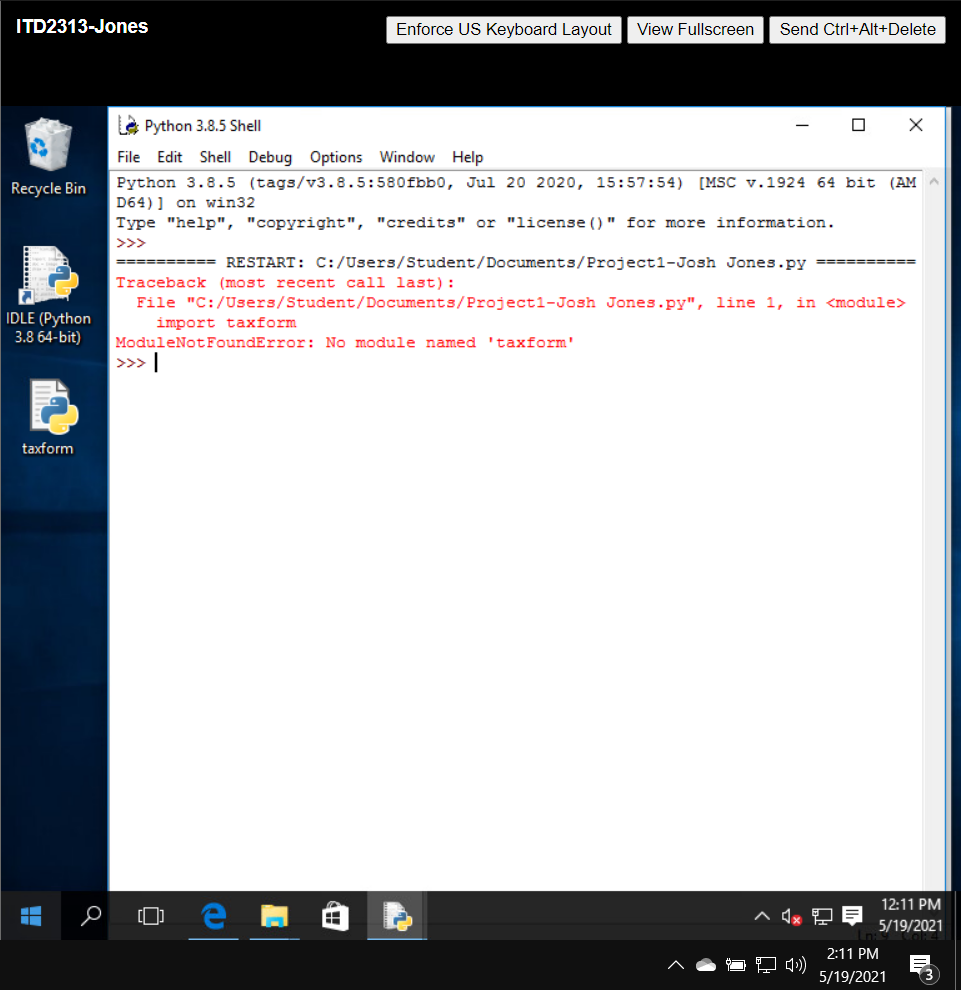 ITD2313-Jones
Enforce US Keyboard Layout
View Fullscreen
Send Ctrl+Alt+Delete
Recycle Bin
IDLE (Python
3.8 64-bit)
taxform
Python 3.8.5 Shell
File Edit Shell Debug Options Window Help
Python 3.8.5 (tags/v3.8.5:580fbb0, Jul 20 2020, 15:57:54) [MSC v.1924 64 bit (AM
D64)] on win32
Type "help", "copyright", "credits" or "license()" for more information.
>>>
========== RESTART: C:/Users/Student/Documents/Project1-Josh Jones.py ==========
Traceback (most recent call last):
  File "C:/Users/Student/Documents/Project1-Josh Jones.py", line 1, in <module>
    import taxform
ModuleNotFoundError: No module named 'taxform'
>>>
12:11 PM
5/19/2021
2:11 PM
5/19/2021
3